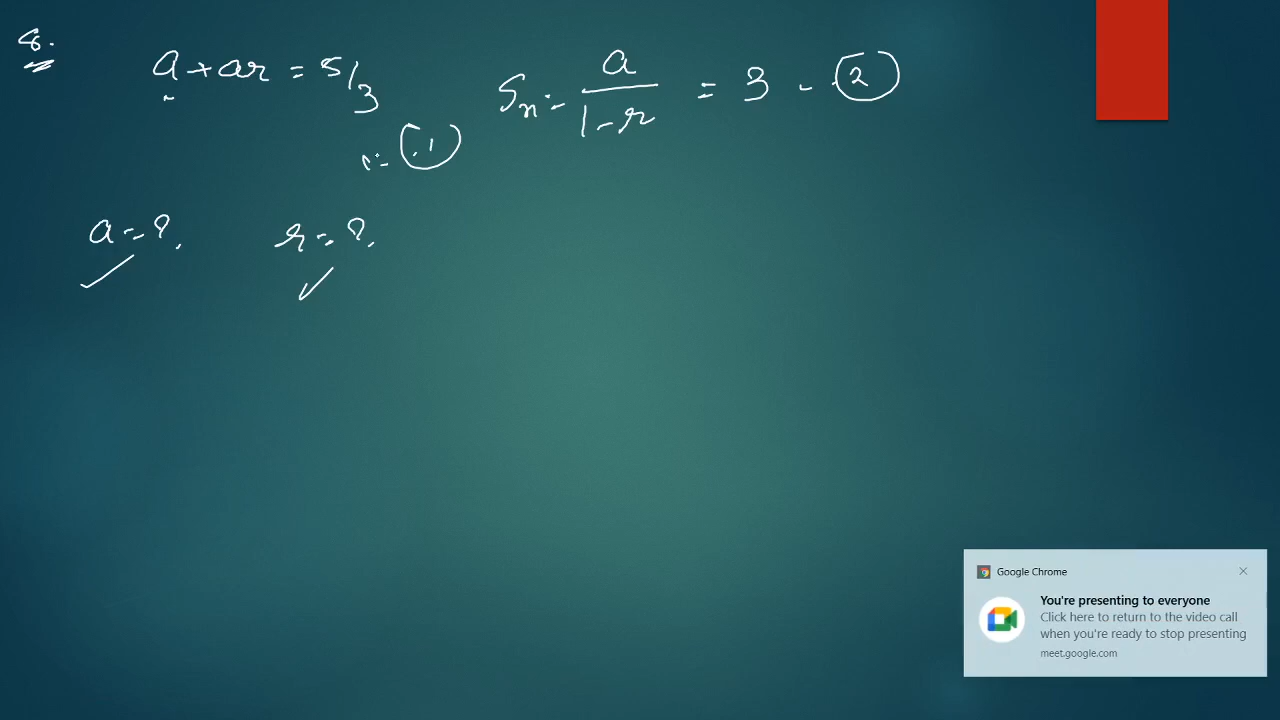 8.
a + ar = 5/3
.. (1)
Sn = a / 1-r = 3 - (2)
a = ?. r = ?.
Google Chrome
You're presenting to everyone
Click here to return to the video call
when you're ready to stop presenting
meet.google.com